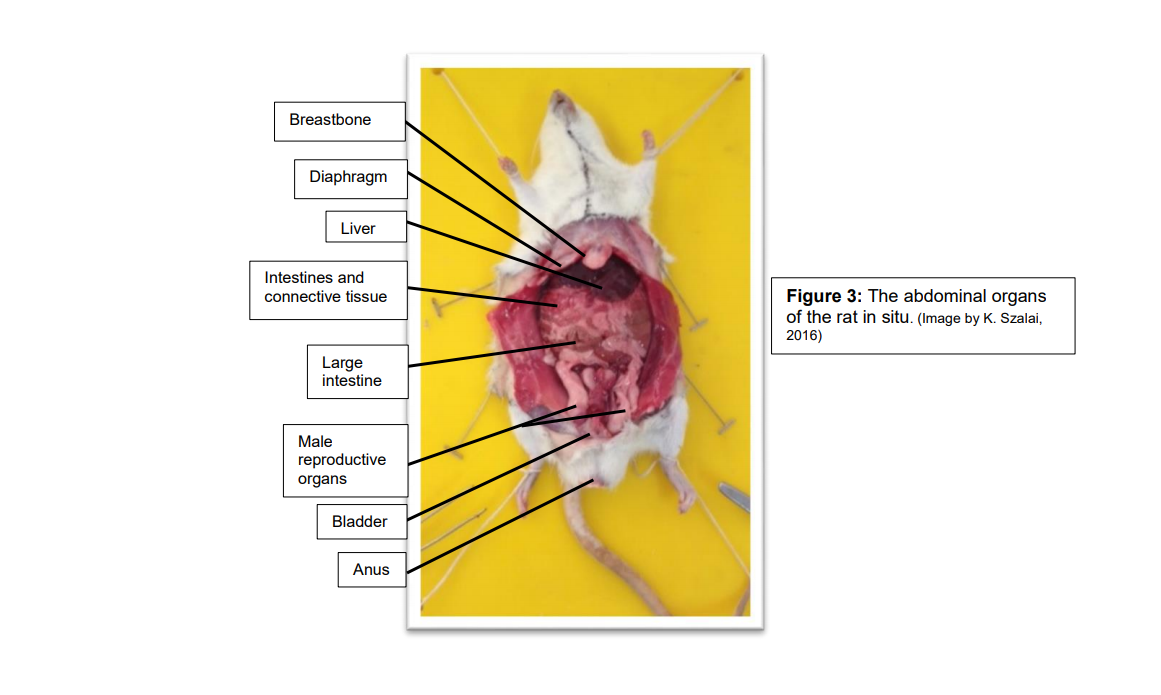 Breastbone
Diaphragm
Liver
Intestines and
connective tissue
Large
intestine
Male
reproductive
organs
Bladder
Anus
Figure 3: The abdominal organs
of the rat in situ. (Image by K. Szalai,
2016)